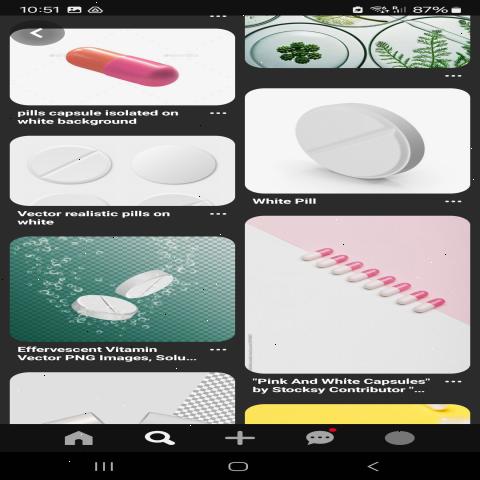 10:51
87%
pills capsule isolated on
white background
Vector realistic pills on
white
White Pill
Effervescent Vitamin
Vector PNG Images, Solu...
"Pink And White Capsules"
by Stocksy Contributor "...